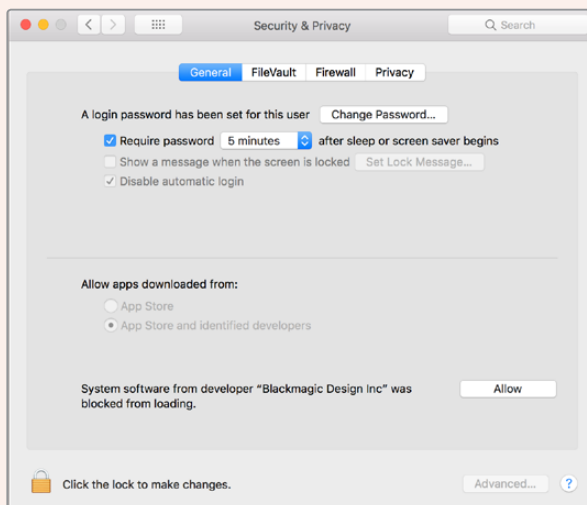 Security & Privacy
Search
General FileVault Firewall Privacy
A login password has been set for this user Change Password...
Require password 5 minutes after sleep or screen saver begins
Show a message when the screen is locked Set Lock Message...
Disable automatic login
Allow apps downloaded from:
App Store
App Store and identified developers
System software from developer “Blackmagic Design Inc” was Allow
blocked from loading.
Click the lock to make changes. Advanced... ?